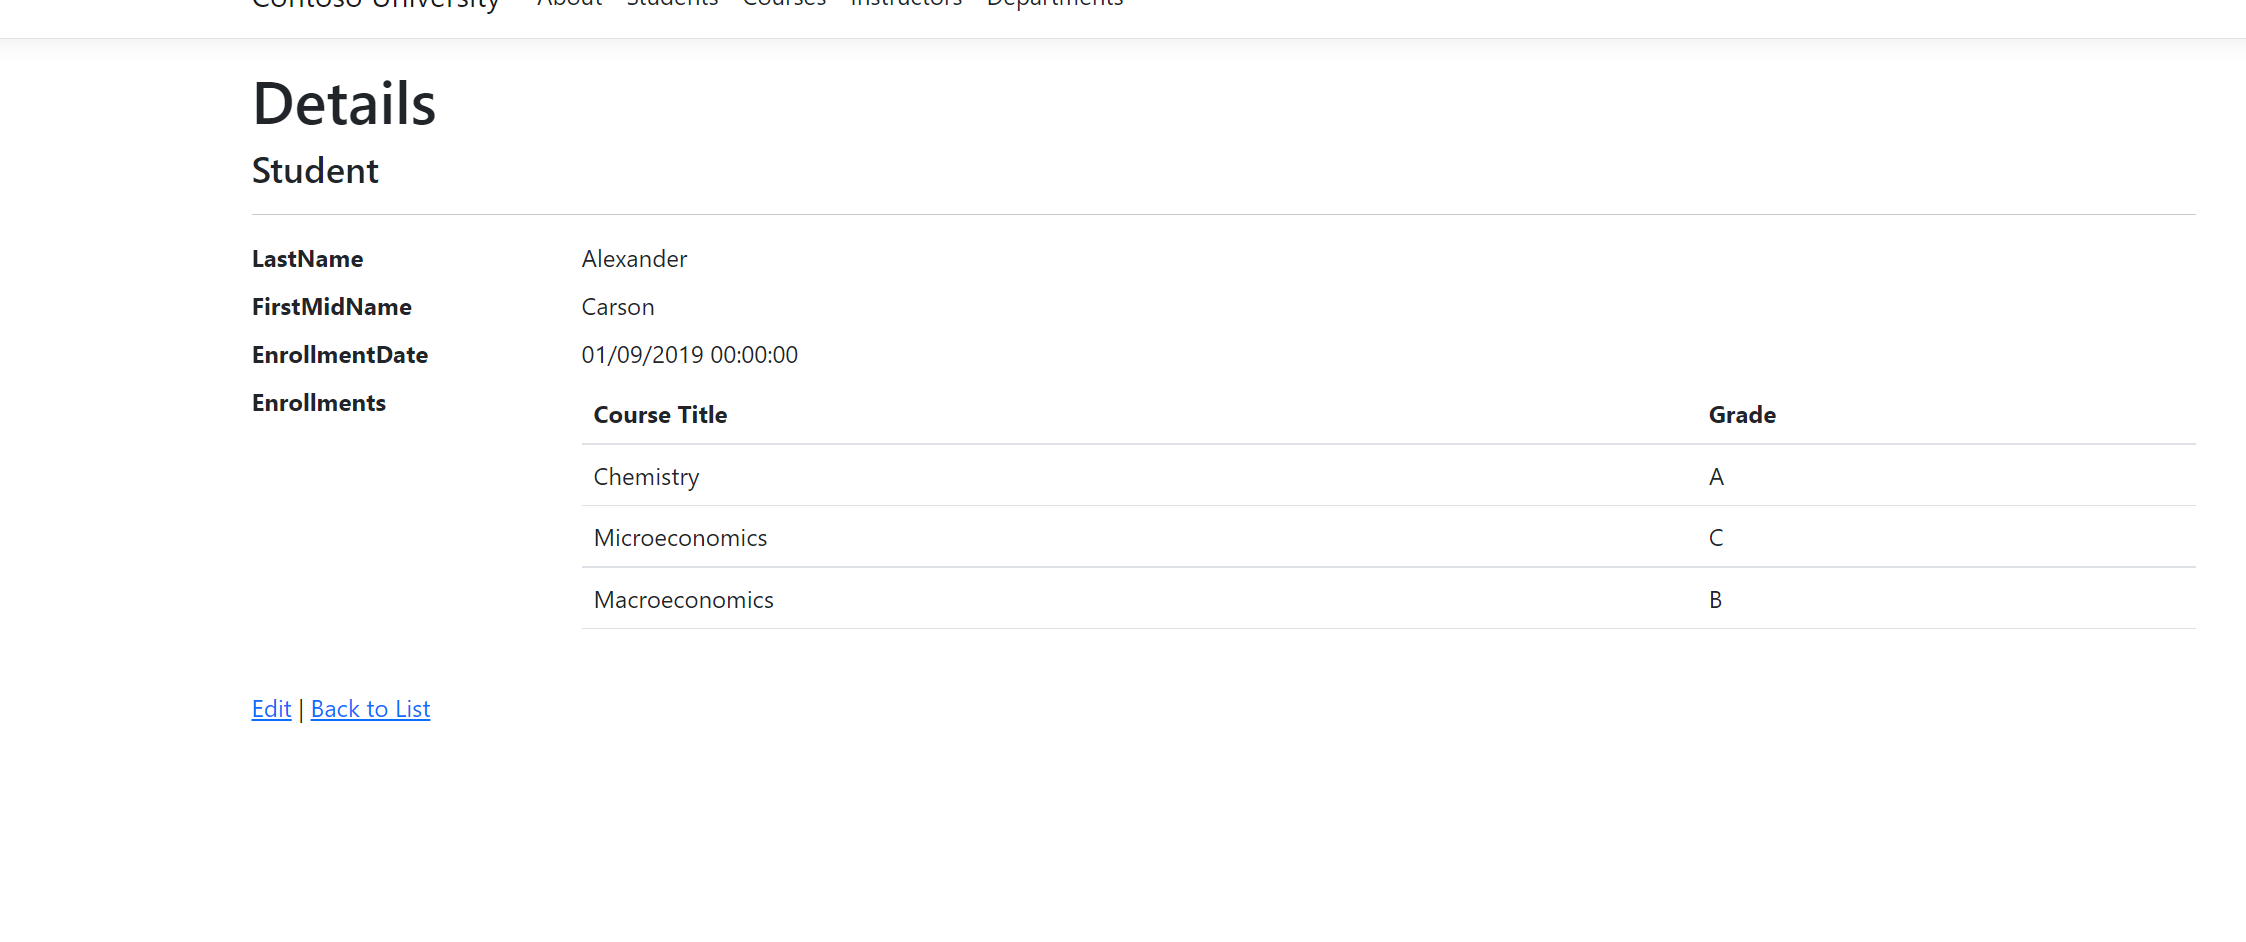 Contoso University About Students Courses Instructors Departments
Details
Student
LastName Alexander
FirstMidName Carson
EnrollmentDate 01/09/2019 00:00:00
Enrollments
Course Title Grade
Chemistry A
Microeconomics C
Macroeconomics B
Edit | Back to List